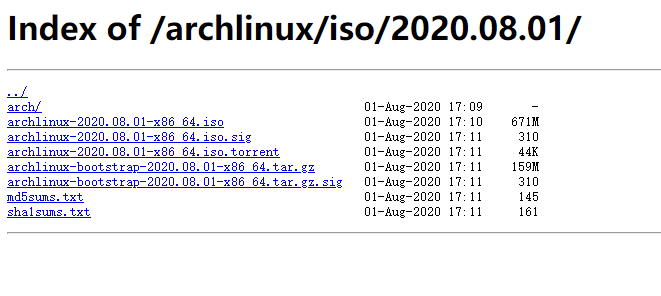 Index of /archlinux/iso/2020.08.01/
../
arch/ 01-Aug-2020 17:09 -
archlinux-2020.08.01-x86_64.iso 01-Aug-2020 17:10 671M
archlinux-2020.08.01-x86_64.iso.sig 01-Aug-2020 17:11 310
archlinux-2020.08.01-x86_64.iso.torrent 01-Aug-2020 17:11 44K
archlinux-bootstrap-2020.08.01-x86_64.tar.gz 01-Aug-2020 17:11 159M
archlinux-bootstrap-2020.08.01-x86_64.tar.gz.sig 01-Aug-2020 17:11 310
md5sums.txt 01-Aug-2020 17:11 145
sha1sums.txt 01-Aug-2020 17:11 161